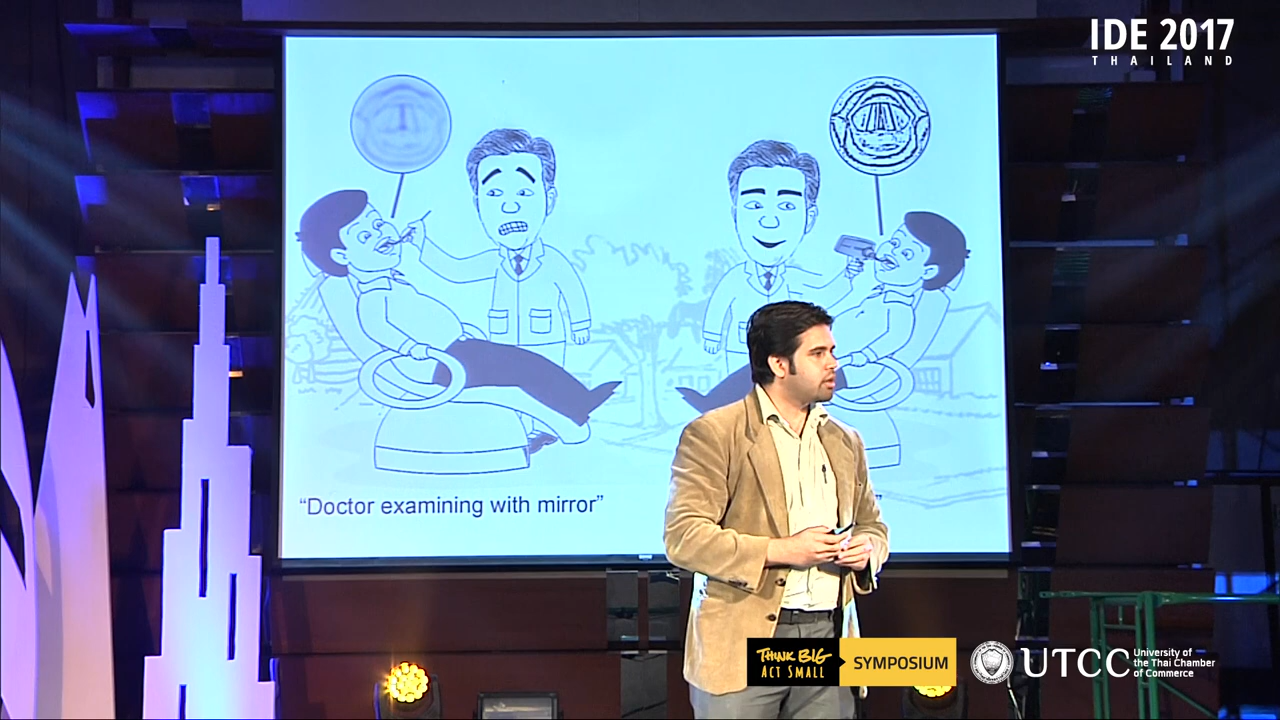 IDE 2017
THAILAND
“Doctor examining with mirror”
”
THINK BIG
ACT SMALL
SYMPOSIUM
UTCC
University of
the Thai Chamber
of Commerce